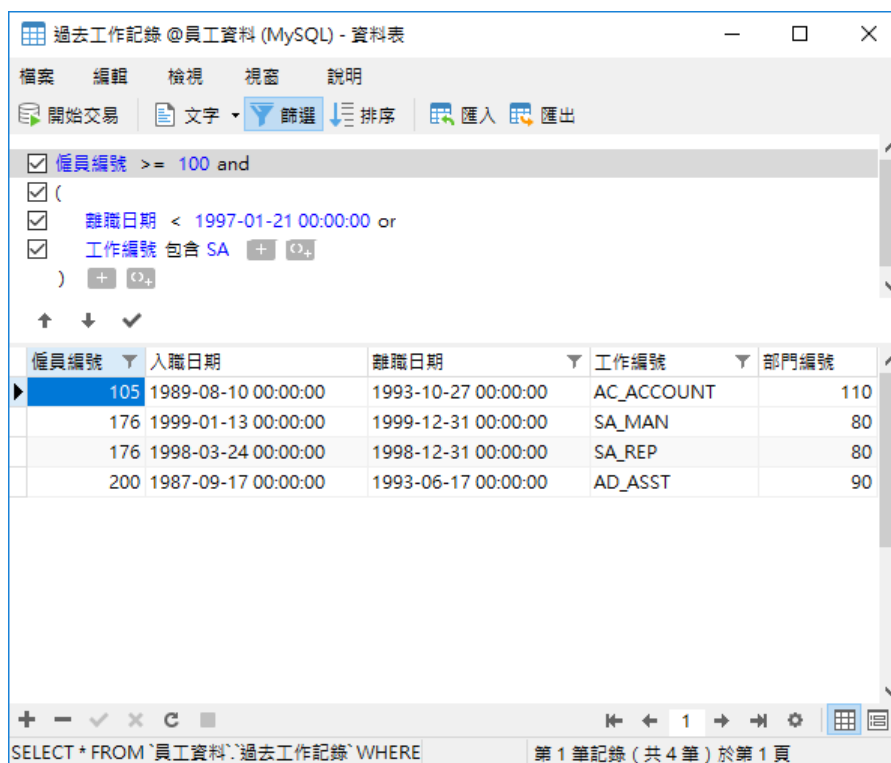 過去工作記錄 @員工資料 (MySQL) - 資料表
檔案 編輯 檢視 視窗 說明
開始交易 文字 篩選 排序 匯入 匯出
僱員編號 >= 100 and
(
離職日期 < 1997-01-21 00:00:00 or
工作編號 包含 SA
)
僱員編號 入職日期 離職日期 工作編號 部門編號
105 1989-08-10 00:00:00 1993-10-27 00:00:00 AC_ACCOUNT 110
176 1999-01-13 00:00:00 1999-12-31 00:00:00 SA_MAN 80
176 1998-03-24 00:00:00 1998-12-31 00:00:00 SA_REP 80
200 1987-09-17 00:00:00 1993-06-17 00:00:00 AD_ASST 90
1
SELECT * FROM `員工資料`.`過去工作記錄` WHERE 第 1 筆記錄 ( 共 4 筆 ) 於第 1 頁